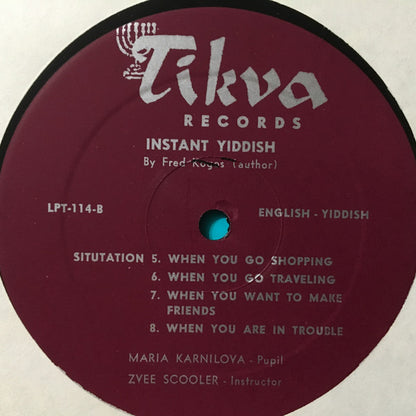 Tikva
RECORDS
INSTANT YIDDISH
By Fred Kogos (author)
LPT-114-B
ENGLISH - YIDDISH
SITUTATION 5. WHEN YOU GO SHOPPING
6. WHEN YOU GO TRAVELING
7. WHEN YOU WANT TO MAKE
FRIENDS
8. WHEN YOU ARE IN TROUBLE
MARIA KARNILOVA - Pupil
ZVEE SCOOLER - Instructor